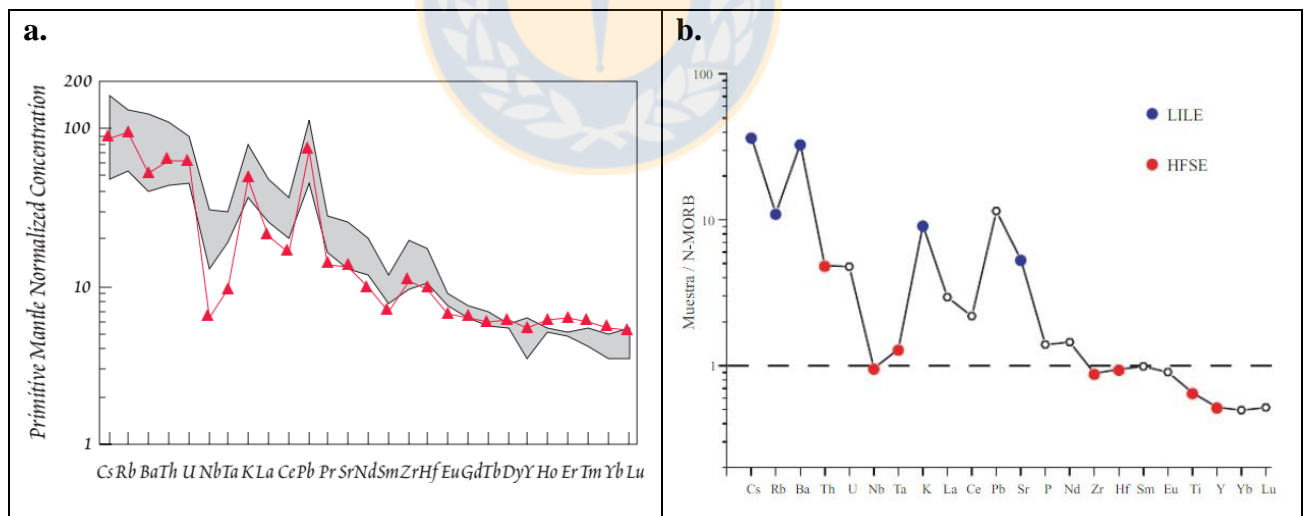 a.
200
100
10
1
Primitive Mantle Normalized Concentration
Cs Rb Ba Th U Nb Ta K La Ce Pb Pr Sr Nd Sm Zr Hf Eu Gd Tb Dy Y Ho Er Tm Yb Lu
b.
100
10
1
Muestra / N-MORB
LILE
HFSE
Cs Rb Ba Th U Nb Ta K La Ce Pb Sr P Nd Zr Hf Sm Eu Ti Y Yb Lu